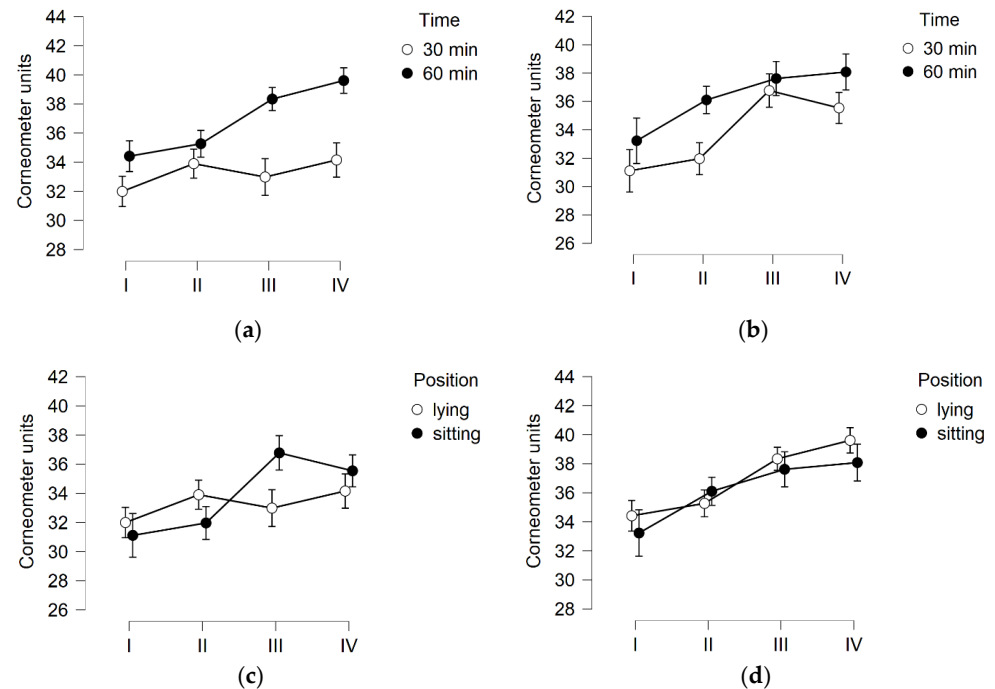 44
42
40
38
36
34
32
30
28
Corneometer units
I II III IV
Time
30 min
60 min
(a)
42
40
38
36
34
32
30
28
26
Corneometer units
I II III IV
Time
30 min
60 min
(b)
42
40
38
36
34
32
30
28
26
Corneometer units
I II III IV
Position
lying
sitting
(c)
44
42
40
38
36
34
32
30
28
Corneometer units
I II III IV
Position
lying
sitting
(d)